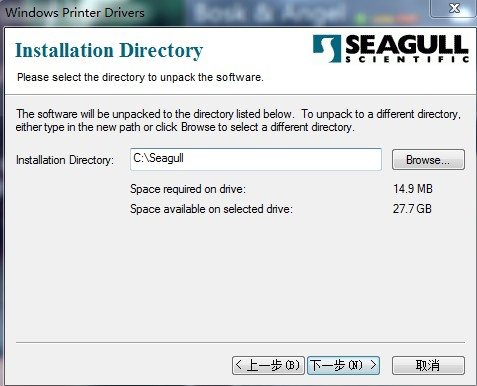 Bosk & Angel
Windows Printer Drivers
Installation Directory
SEAGULL
SCIENTIFIC
Please select the directory to unpack the software.
The software will be unpacked to the directory listed below. To unpack to a different directory,
either type in the new path or click Browse to select a different directory.
Installation Directory: C:\Seagull Browse...
Space required on drive: 14.9 MB
Space available on selected drive: 27.7 GB
< 上一步(B) 下一步(N) > 取消